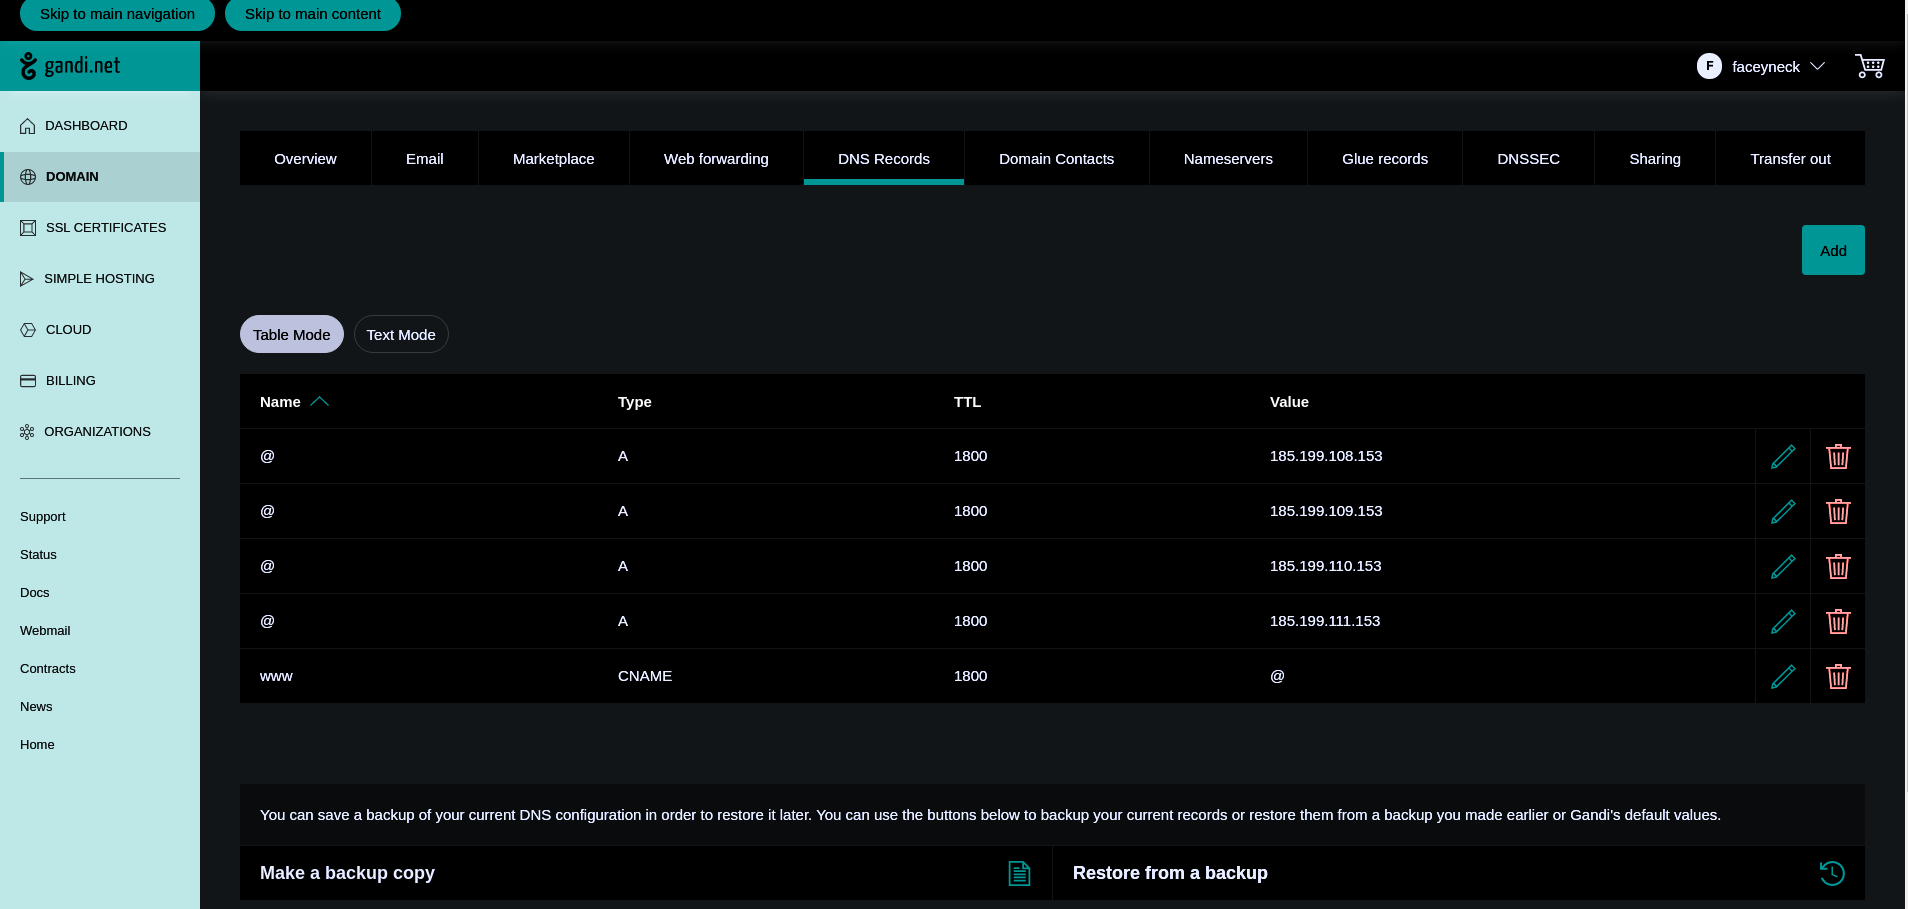 Skip to main navigation Skip to main content
gandi.net
F faceyneck
DASHBOARD
DOMAIN
SSL CERTIFICATES
SIMPLE HOSTING
CLOUD
BILLING
ORGANIZATIONS
Support
Status
Docs
Webmail
Contracts
News
Home
Overview Email Marketplace Web forwarding DNS Records Domain Contacts Nameservers Glue records DNSSEC Sharing Transfer out
Add
Table Mode Text Mode
Name Type TTL Value
@ A 1800 185.199.108.153
@ A 1800 185.199.109.153
@ A 1800 185.199.110.153
@ A 1800 185.199.111.153
www CNAME 1800 @
You can save a backup of your current DNS configuration in order to restore it later. You can use the buttons below to backup your current records or restore them from a backup you made earlier or Gandi's default values.
Make a backup copy Restore from a backup